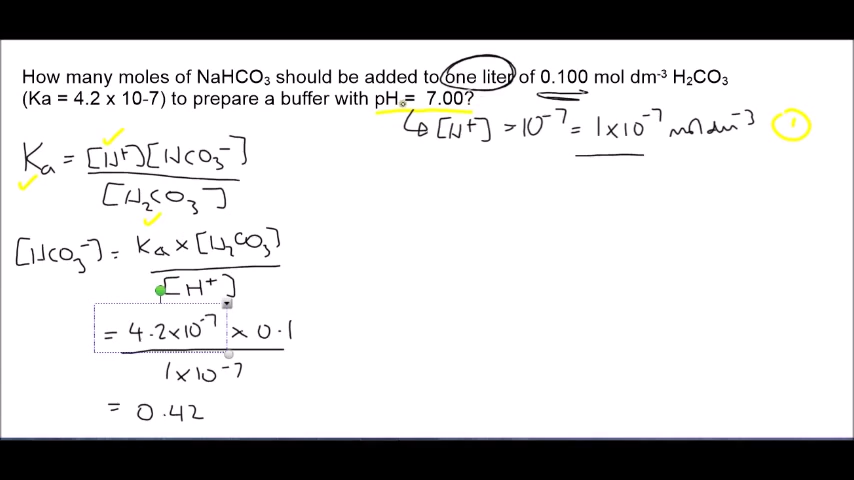 How many moles of NaHCO₃ should be added to one liter of 0.100 mol dm⁻³ H₂CO₃
(Ka = 4.2 x 10-7) to prepare a buffer with pH = 7.00?
[H⁺] = 10⁻⁷ = 1x10⁻⁷ mol dm⁻³ 1
Ka = [H⁺][HCO₃⁻]
[H₂CO₃]
[HCO₃⁻] = Ka x [H₂CO₃]
[H⁺]
= 4.2x10⁻⁷ x 0.1
1x10⁻⁷
= 0.42